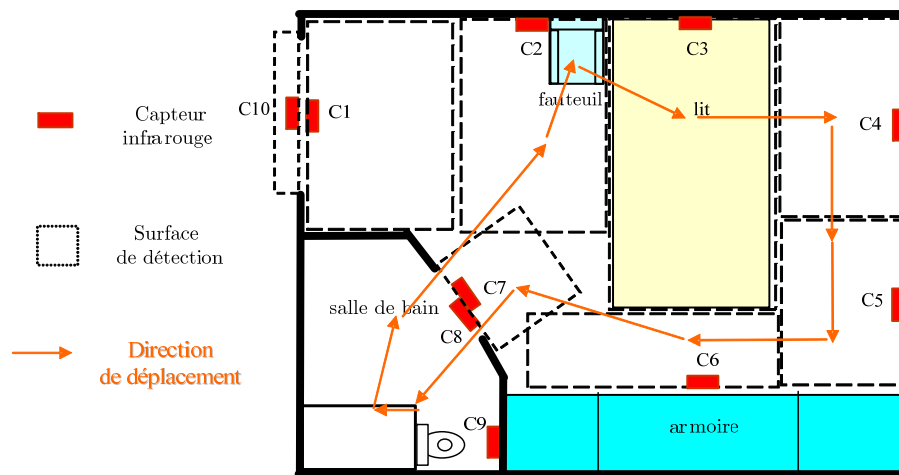 Capteur
infrarouge
Surface
de détection
Direction
de déplacement
C10
C1
C2
C3
fauteuil
lit
C4
C5
C7
salle de bain
C8
C6
C9
armoire